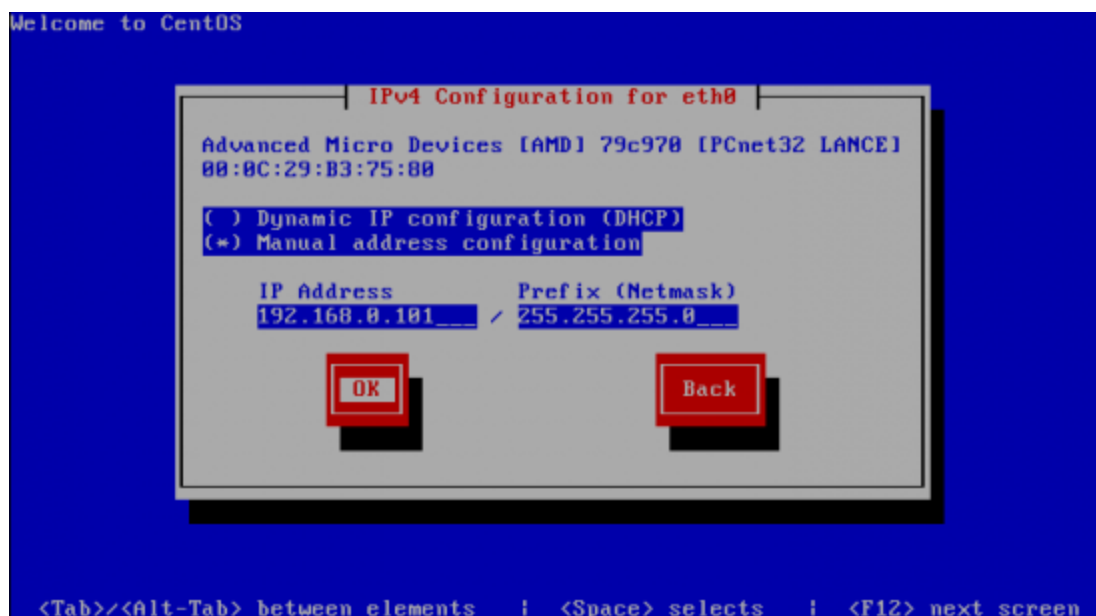 Welcome to CentOS
IPv4 Configuration for eth0
Advanced Micro Devices [AMD] 79c970 [PCnet32 LANCE]
00:0C:29:B3:75:80
( ) Dynamic IP configuration (DHCP)
(*) Manual address configuration
IP Address Prefix (Netmask)
192.168.0.101___ / 255.255.255.0___
OK Back
<Tab>/<Alt-Tab> between elements | <Space> selects | <F12> next screen